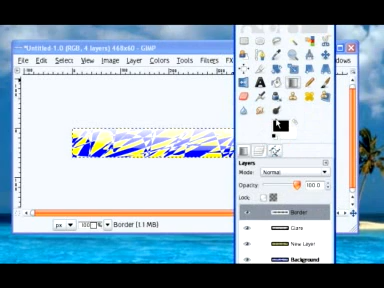 *Untitled-1.0 (RGB, 4 layers) 468x60 – GIMP
File Edit Select View Image Layer Colors Tools Filters FX
dows
px 100 % Border (1.1 MB)
Layers
Mode: Normal
Opacity: 100.0
Lock:
Border
Glare
New Layer
Background